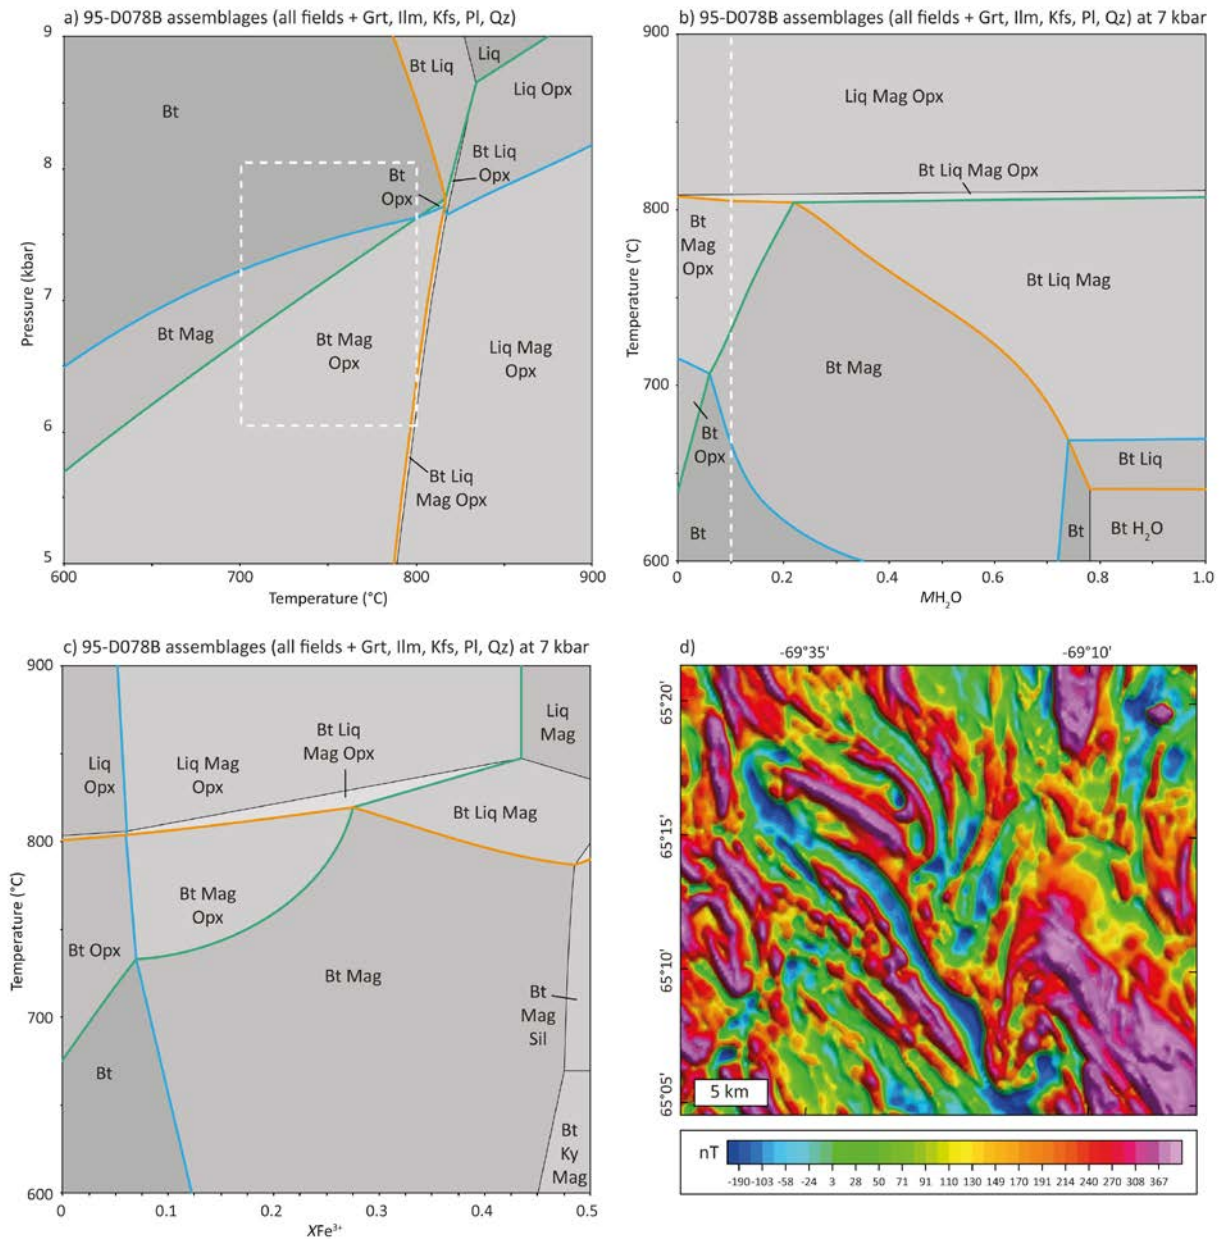 a) 95-D078B assemblages (all fields + Grt, Ilm, Kfs, Pl, Qz)
9
8
7
6
5
Pressure (kbar)
Bt
Bt Liq
Liq
Liq Opx
Bt
Opx
Bt Liq
Opx
Bt Mag
Bt Mag
Opx
Liq Mag
Opx
Bt Liq
Mag Opx
600
700
800
900
Temperature (°C)
b) 95-D078B assemblages (all fields + Grt, Ilm, Kfs, Pl, Qz) at 7 kbar
900
800
700
600
Temperature (°C)
Liq Mag Opx
Bt Liq Mag Opx
Bt
Mag
Opx
Bt Liq Mag
Bt Mag
Bt
Opx
Bt
Bt Liq
Bt
Bt H₂O
0
0.2
0.4
0.6
0.8
1.0
MH₂O
c) 95-D078B assemblages (all fields + Grt, Ilm, Kfs, Pl, Qz) at 7 kbar
900
800
700
600
Temperature (°C)
Liq
Opx
Liq Mag
Opx
Bt Liq
Mag Opx
Liq
Mag
Bt Liq Mag
Bt Mag
Opx
Bt Opx
Bt Mag
Bt
Mag
Sil
Bt
Bt
Ky
Mag
0
0.1
0.2
0.3
0.4
0.5
XFe³⁺
d)
-69°35'
-69°10'
65°20'
65°15'
65°10'
65°05'
65°20'
65°15'
65°10'
65°05'
5 km
nT
-190 -103 -58 -24 3 28 50 71 91 110 130 149 170 191 214 240 270 308 367